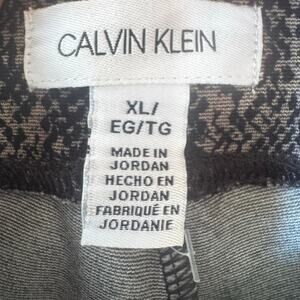 CALVIN KLEIN
XL/
EG/TG
MADE IN
JORDAN
HECHO EN
JORDAN
FABRIQUÉ EN
JORDANIE